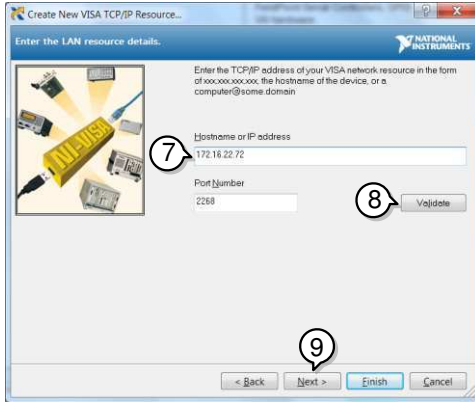 Create New VISA TCP/IP Resource...
Enter the LAN resource details.
NATIONAL
INSTRUMENTS
Enter the TCP/IP address of your VISA network resource in the form
of xxx.xxx.xxx.xxx, the hostname of the device, or a
computer@some.domain
NI-VISA
Hostname or IP address
7
172.16.22.72
Port Number
2268
8
Validate
9
< Back
Next >
Finish
Cancel